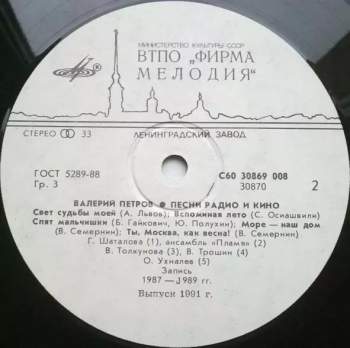 МИНИСТЕРСТВО КУЛЬТУРЫ СССР
ВТПО „ФИРМА
МЕЛОДИЯ"
СТЕРЕО 33
ЛЕНИНГРАДСКИЙ ЗАВОД
ГОСТ 5289-88
Гр. 3
С60 30869 008
30870
2
ВАЛЕРИЙ ПЕТРОВ ● ПЕСНИ РАДИО И КИНО
Свет судьбы моей (А. Львов); Вспоминая лето (С. Осиашвили)
Спят мальчишки (Б. Гайкович, Ю. Полухин); Море — наш дом
(В. Семернин); Ты, Москва, как весна! (В. Семернин)
Г. Шаталова (1), ансамбль «Пламя» (2)
В. Толкунова (3), В. Трошин (4)
О. Ухналев (5)
Запись
1987 — 1989 гг.
Выпуск 1991 г.